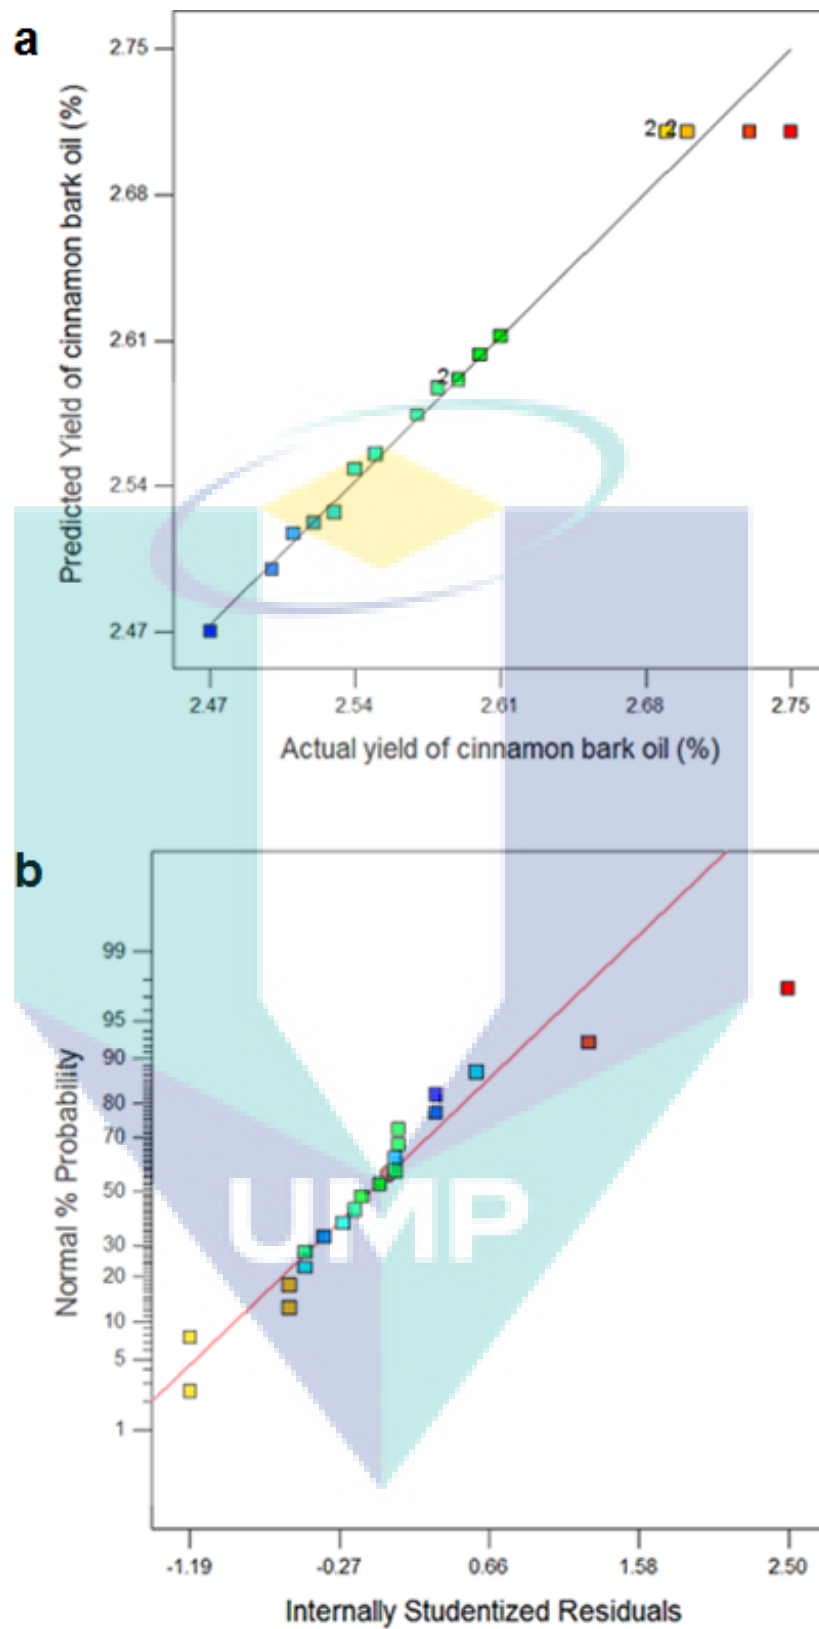 a
Predicted Yield of cinnamon bark oil (%)
2.75
2.68
2.61
2.54
2.47
2 2
2
2.47 2.54 2.61 2.68 2.75
Actual yield of cinnamon bark oil (%)
b
Normal % Probability
99
95
90
80
70
50
30
20
10
5
1
UMP
-1.19 -0.27 0.66 1.58 2.50
Internally Studentized Residuals